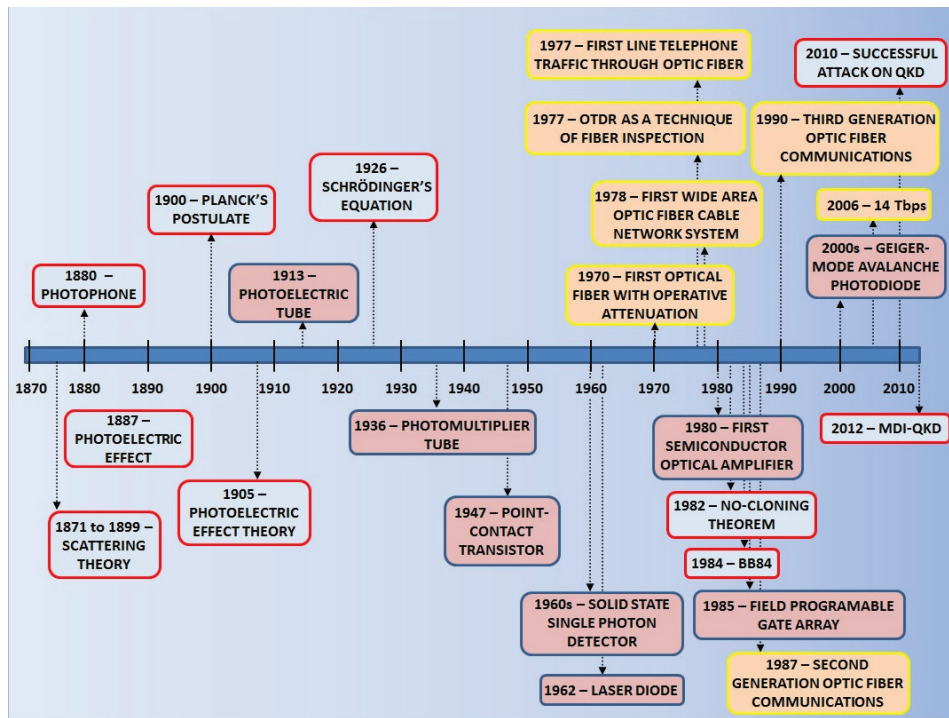 1977 – FIRST LINE TELEPHONE
TRAFFIC THROUGH OPTIC FIBER
2010 – SUCCESSFUL
ATTACK ON QKD
1977 – OTDR AS A TECHNIQUE
OF FIBER INSPECTION
1990 – THIRD GENERATION
OPTIC FIBER
COMMUNICATIONS
1926 –
SCHRÖDINGER'S
EQUATION
1900 – PLANCK'S
POSTULATE
1978 – FIRST WIDE AREA
OPTIC FIBER CABLE
NETWORK SYSTEM
2006 – 14 Tbps
1880 –
PHOTOPHONE
1913 –
PHOTOELECTRIC
TUBE
1970 – FIRST OPTICAL
FIBER WITH OPERATIVE
ATTENUATION
2000s – GEIGER-
MODE AVALANCHE
PHOTODIODE
1870 1880 1890 1900 1910 1920 1930 1940 1950 1960 1970 1980 1990 2000 2010
1887 –
PHOTOELECTRIC
EFFECT
1936 – PHOTOMULTIPLIER
TUBE
1980 – FIRST
SEMICONDUCTOR
OPTICAL AMPLIFIER
2012 – MDI-QKD
1871 to 1899 –
SCATTERING
THEORY
1905 –
PHOTOELECTRIC
EFFECT THEORY
1947 – POINT-
CONTACT
TRANSISTOR
1982 – NO-CLONING
THEOREM
1984 – BB84
1960s – SOLID STATE
SINGLE PHOTON
DETECTOR
1985 – FIELD PROGRAMABLE
GATE ARRAY
1962 – LASER DIODE
1987 – SECOND
GENERATION OPTIC FIBER
COMMUNICATIONS